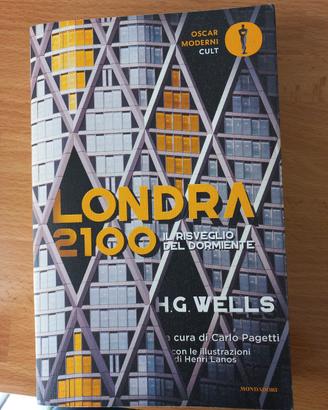 OSCAR
MODERNI
CULT
LONDRA
2100 IL RISVEGLIO
DEL DORMIENTE
H.G. WELLS
a cura di Carlo Pagetti
con le illustrazioni
di Henri Lanos
MONDADORI